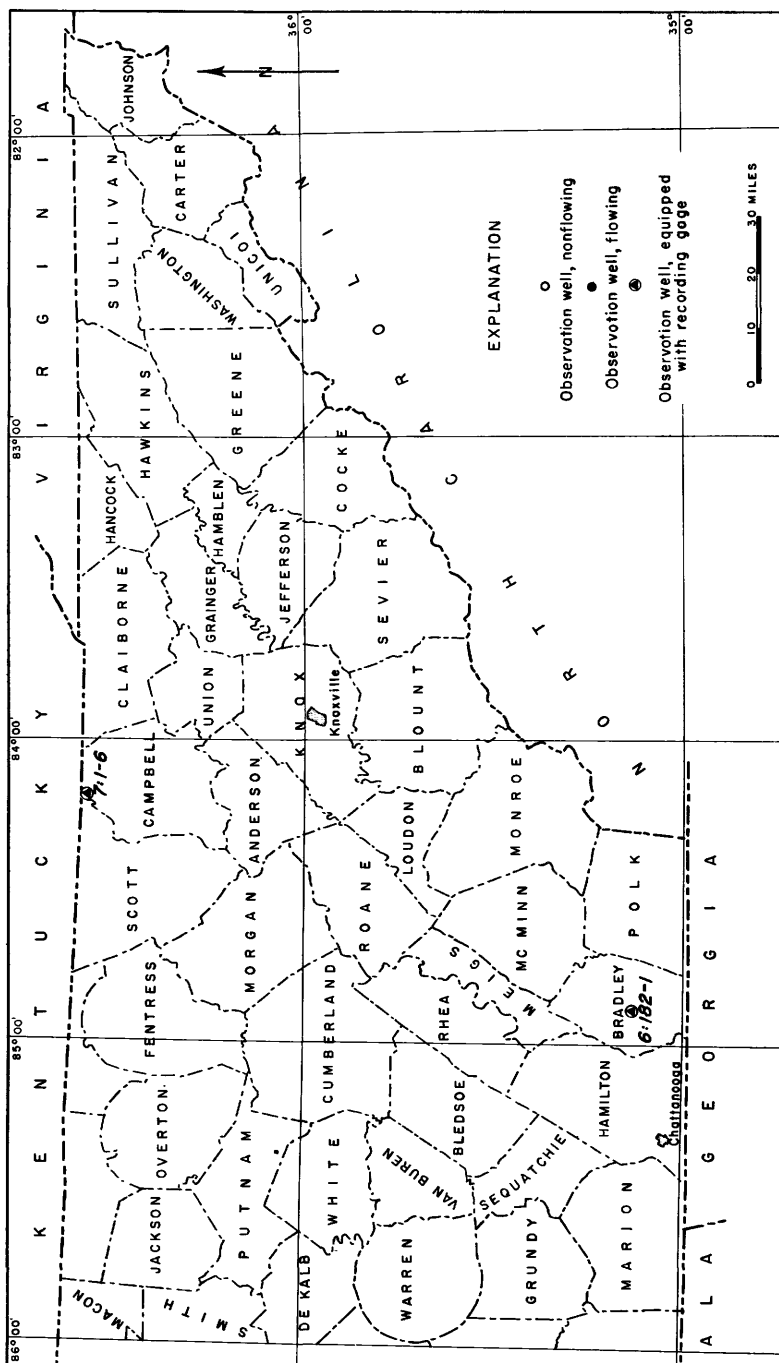 86°00'
85°00'
84°00'
83°00'
82°00'
36°
00'
35°
00'
KENTUCKY
VIRGINIA
NORTH CAROLINA
GEORGIA
ALA
N
MACON
SMITH
JACKSON
OVERTON
FENTRESS
SCOTT
CAMPBELL
7:1-6
CLAIBORNE
HANCOCK
HAWKINS
SULLIVAN
JOHNSON
CARTER
UNICOI
WASHINGTON
GREENE
HAMBLEN
GRAINGER
UNION
ANDERSON
MORGAN
PUTNAM
DE KALB
WHITE
CUMBERLAND
ROANE
LOUDON
KNOX
Knoxville
JEFFERSON
COCKE
SEVIER
BLOUNT
MONROE
MC MINN
MEIGS
RHEA
BLEDSOE
VAN BUREN
WARREN
GRUNDY
SEQUATCHIE
MARION
HAMILTON
Chattanooga
BRADLEY
6:182-1
POLK
EXPLANATION
Observation well, nonflowing
Observation well, flowing
Observation well, equipped
with recording gage
0 10 20 30 MILES